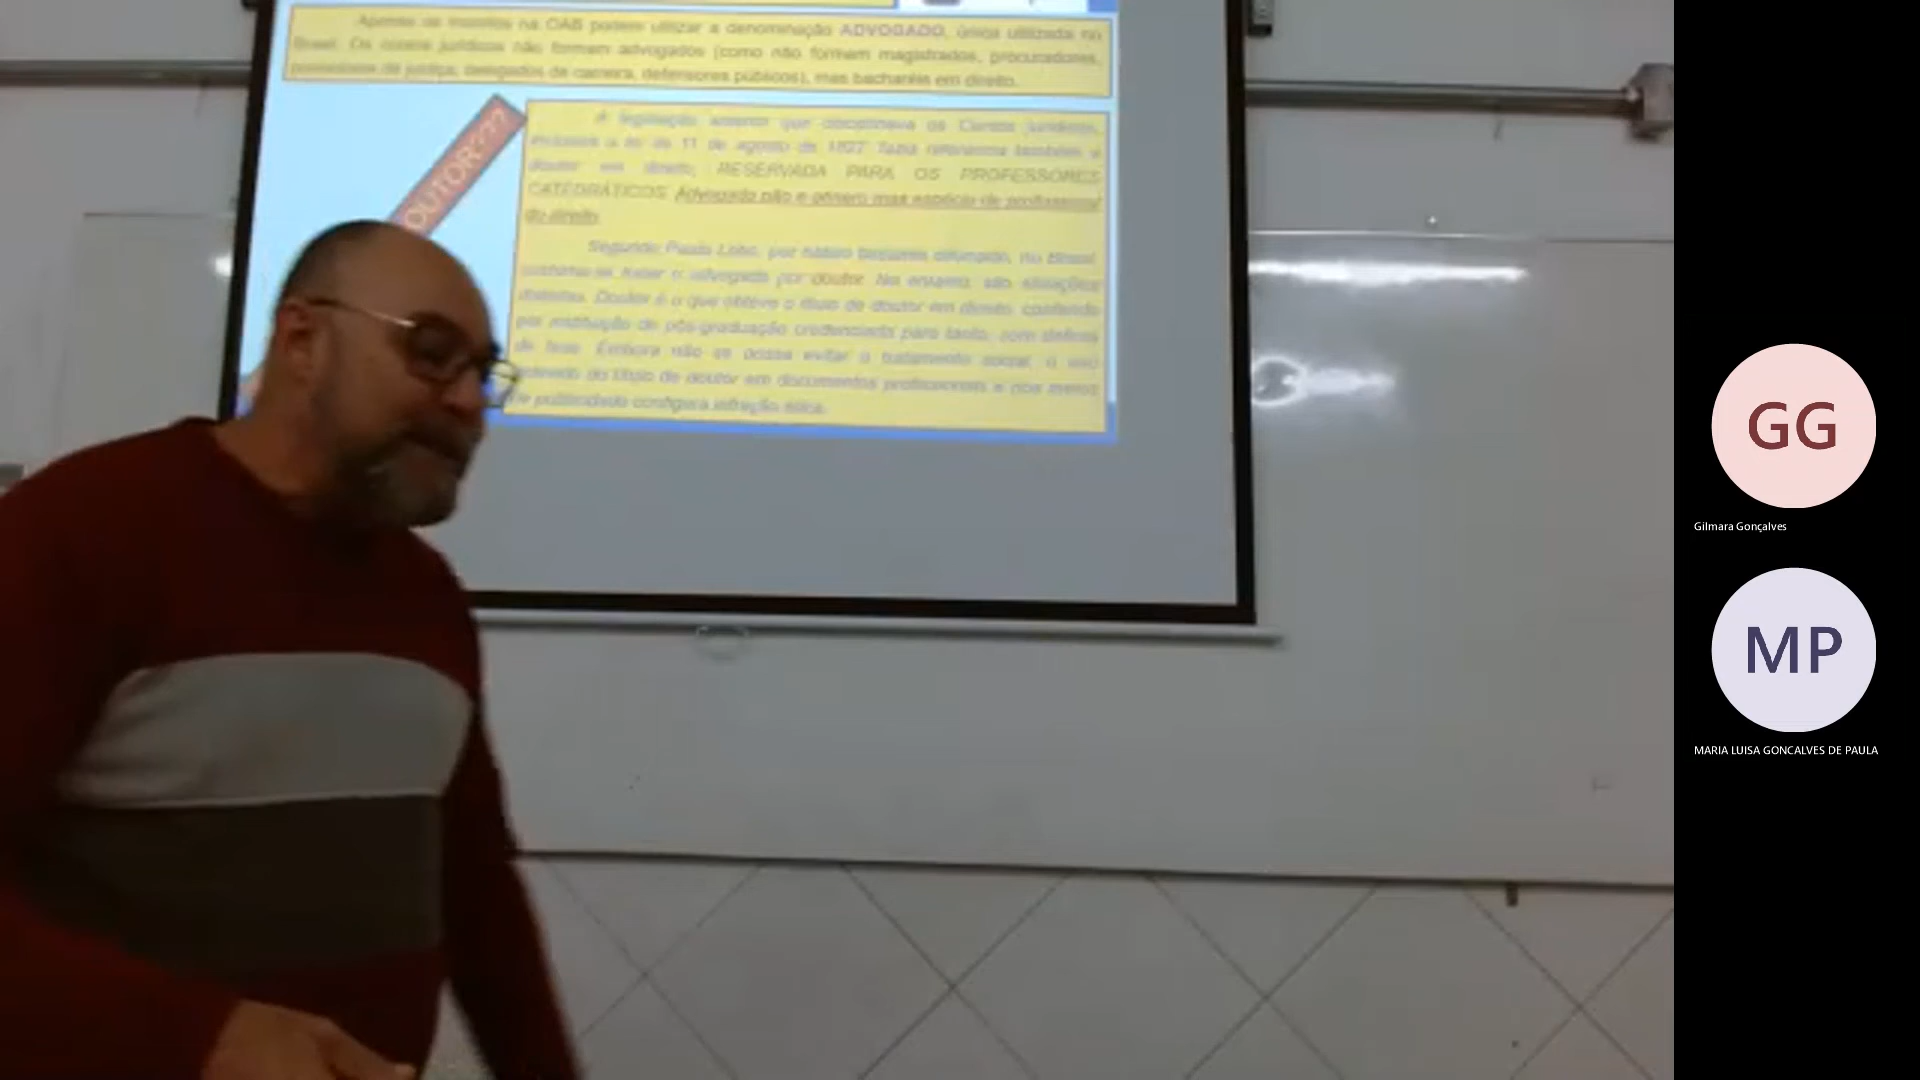 Apenas os inscritos na OAB podem utilizar a denominação ADVOGADO, única utilizada no
Brasil. Os cursos jurídicos não formam advogados (como não formam magistrados, procuradores,
promotores de justiça, delegados de carreira, defensores públicos), mas bacharéis em direito.
OUTOR???
A legislação anterior que disciplinava os Cursos Jurídicos,
inclusive a lei de 11 de agosto de 1827 fazia referência também a
doutor em direito, RESERVADA PARA OS PROFESSORES
CATEDRÁTICOS. Advogado não é gênero mas espécie de profissional
do direito.
Segundo Paulo Lobo, por hábito bastante difundido, no Brasil,
costuma-se tratar o advogado por doutor. No entanto, são situações
distintas. Doutor é o que obteve o título de doutor em direito, conferido
por instituição de pós-graduação credenciada para tanto, com defesa
de tese. Embora não se possa evitar o tratamento social, o uso
indevido do título de doutor em documentos profissionais e nos meios
de publicidade configura infração ética.
GG
Gilmara Gonçalves
MP
MARIA LUISA GONCALVES DE PAULA